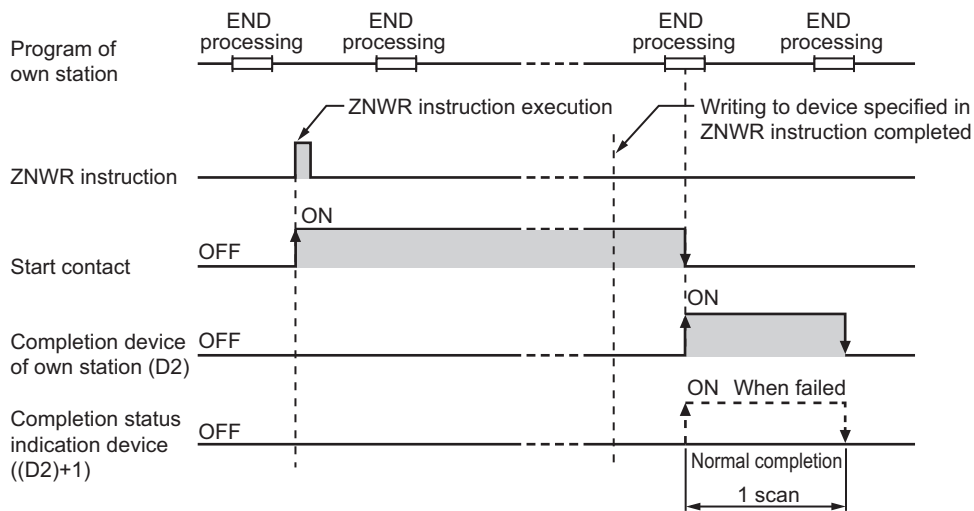 END processing
END processing
END processing
END processing
Program of
own station
ZNWR instruction execution
Writing to device specified in
ZNWR instruction completed
ZNWR instruction
ON
OFF
Start contact
ON
OFF
Completion device
of own station (D2)
ON When failed
OFF
Completion status
indication device
((D2)+1)
Normal completion
1 scan